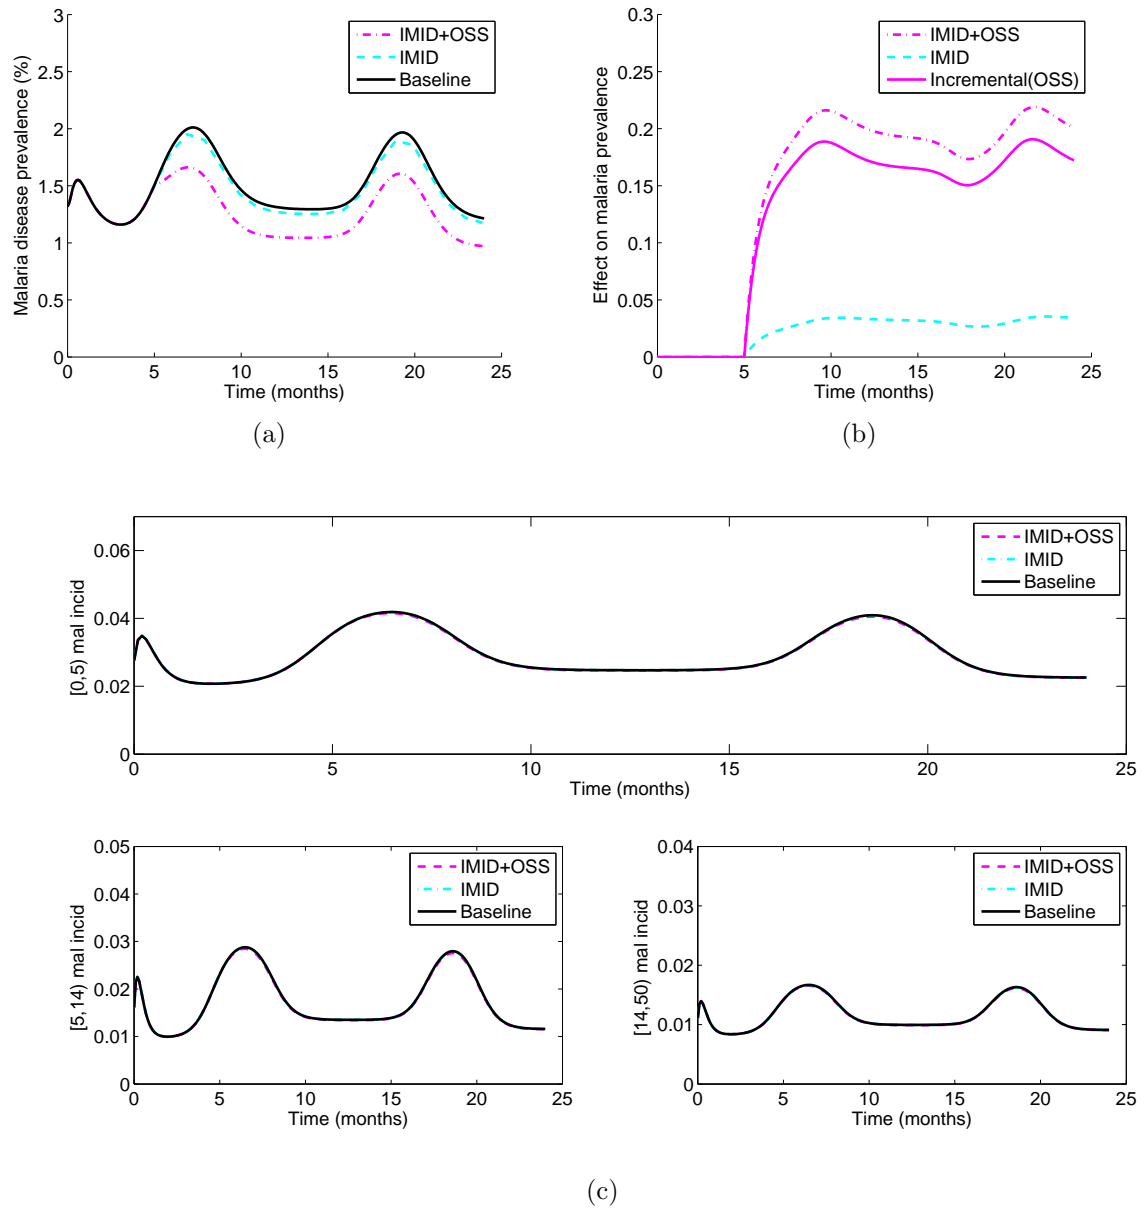 Malaria disease prevalence (%)
3
2.5
2
1.5
1
0.5
0
0 5 10 15 20 25
Time (months)
IMID+OSS
IMID
Baseline
(a)
Effect on malaria prevalence
0.3
0.25
0.2
0.15
0.1
0.05
0
0 5 10 15 20 25
Time (months)
IMID+OSS
IMID
Incremental(OSS)
(b)
[0,5) mal incid
0.06
0.04
0.02
0
0 5 10 15 20 25
Time (months)
IMID+OSS
IMID
Baseline
[5,14) mal incid
0.05
0.04
0.03
0.02
0.01
0
0 5 10 15 20 25
Time (months)
IMID+OSS
IMID
Baseline
[14,50) mal incid
0.04
0.03
0.02
0.01
0
0 5 10 15 20 25
Time (months)
IMID+OSS
IMID
Baseline
(c)